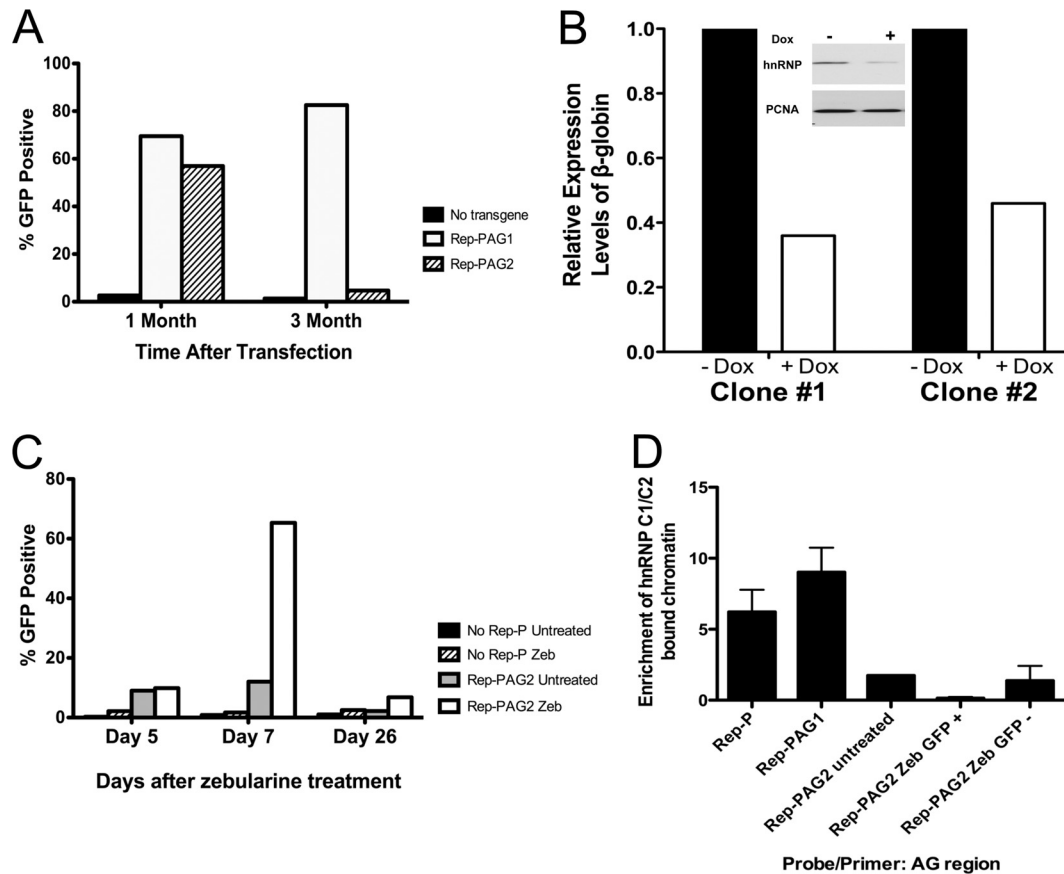 A
% GFP Positive
100
80
60
40
20
0
1 Month
3 Month
Time After Transfection
No transgene
Rep-PAG1
Rep-PAG2
B
Relative Expression
Levels of β-globin
1.0
0.8
0.6
0.4
0.2
0.0
Dox - +
hnRNP
PCNA
- Dox + Dox - Dox + Dox
Clone #1 Clone #2
C
% GFP Positive
80
60
40
20
0
Day 5 Day 7 Day 26
Days after zebularine treatment
No Rep-P Untreated
No Rep-P Zeb
Rep-PAG2 Untreated
Rep-PAG2 Zeb
D
Enrichment of hnRNP C1/C2
bound chromatin
15
10
5
0
Rep-P
Rep-PAG1
Rep-PAG2 untreated
Rep-PAG2 Zeb GFP +
Rep-PAG2 Zeb GFP -
Probe/Primer: AG region